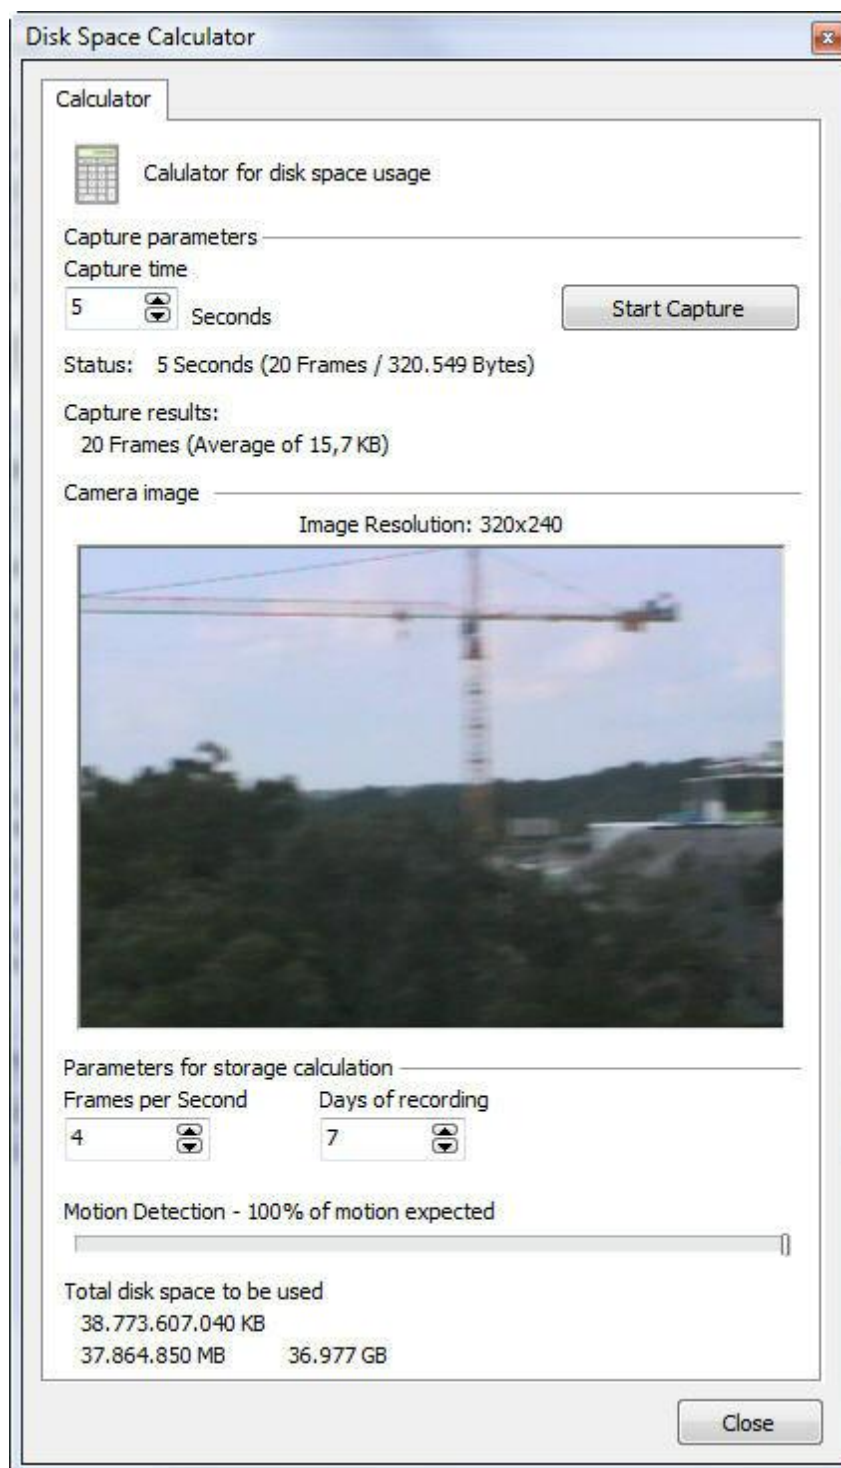 Disk Space Calculator
Calculator
Calulator for disk space usage
Capture parameters
Capture time
5 Seconds Start Capture
Status: 5 Seconds (20 Frames / 320.549 Bytes)
Capture results:
20 Frames (Average of 15,7 KB)
Camera image
Image Resolution: 320x240
Parameters for storage calculation
Frames per Second Days of recording
4 7
Motion Detection - 100% of motion expected
Total disk space to be used
38.773.607.040 KB
37.864.850 MB 36.977 GB
Close